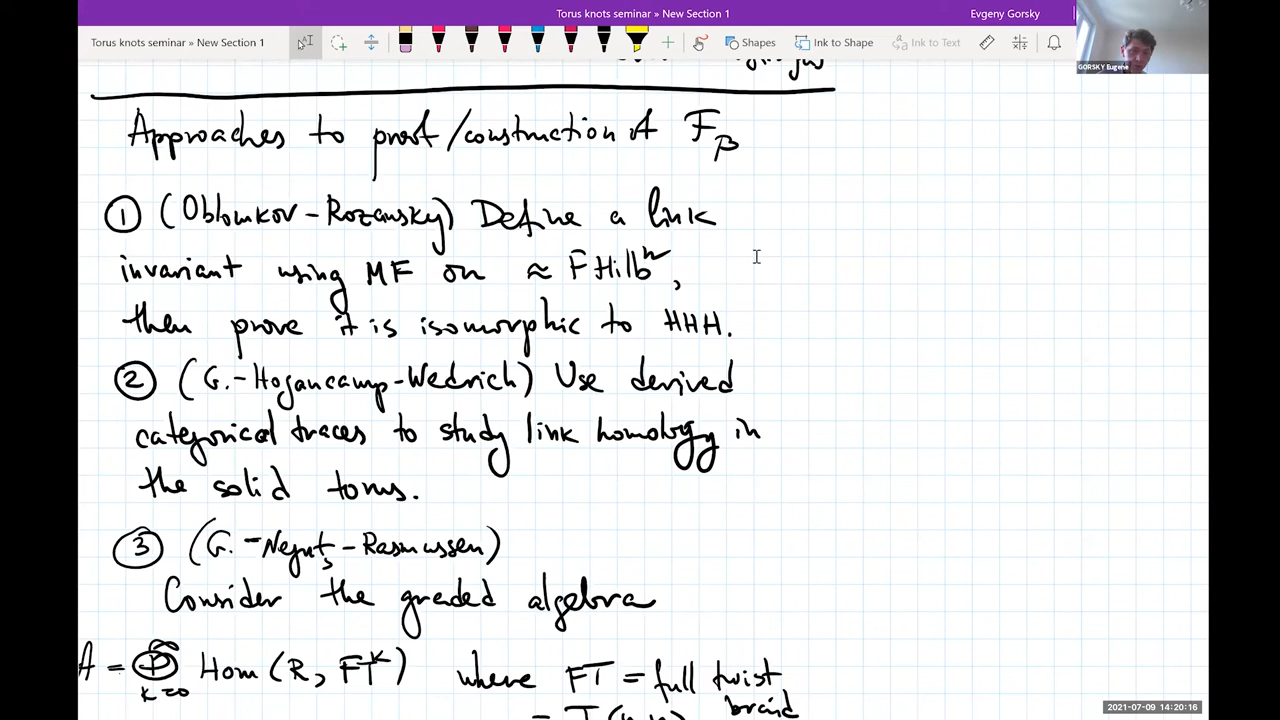 Torus knots seminar » New Section 1
Evgeny Gorsky
Torus knots seminar » New Section 1
Shapes
Ink to Shape
Ink to Text
GORSKY Eugene
Approaches to proof/construction of F_β
① (Oblomkov-Rozansky) Define a link
invariant using MF on ≈ FHilbⁿ,
then prove it is isomorphic to HHH.
② (G.-Hogancamp-Wedrich) Use derived
categorical traces to study link homology in
the solid torus.
③ (G.-Neguț-Rasmussen)
Consider the graded algebra
A = ⊕_{k=0}^∞ Hom(R, FT^k) where FT = full twist
braid
= T(n,n)
2021-07-09 14:20:16